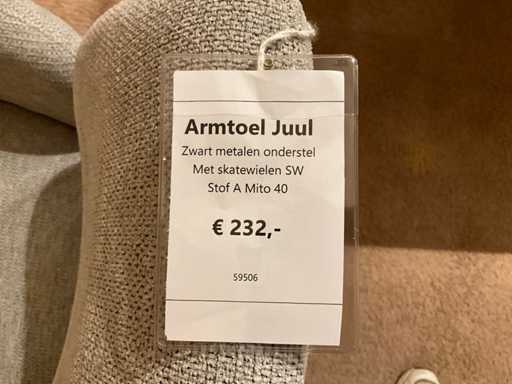 Armtoel Juul
Zwart metalen onderstel
Met skatewielen SW
Stof A Mito 40
€ 232,-
59506